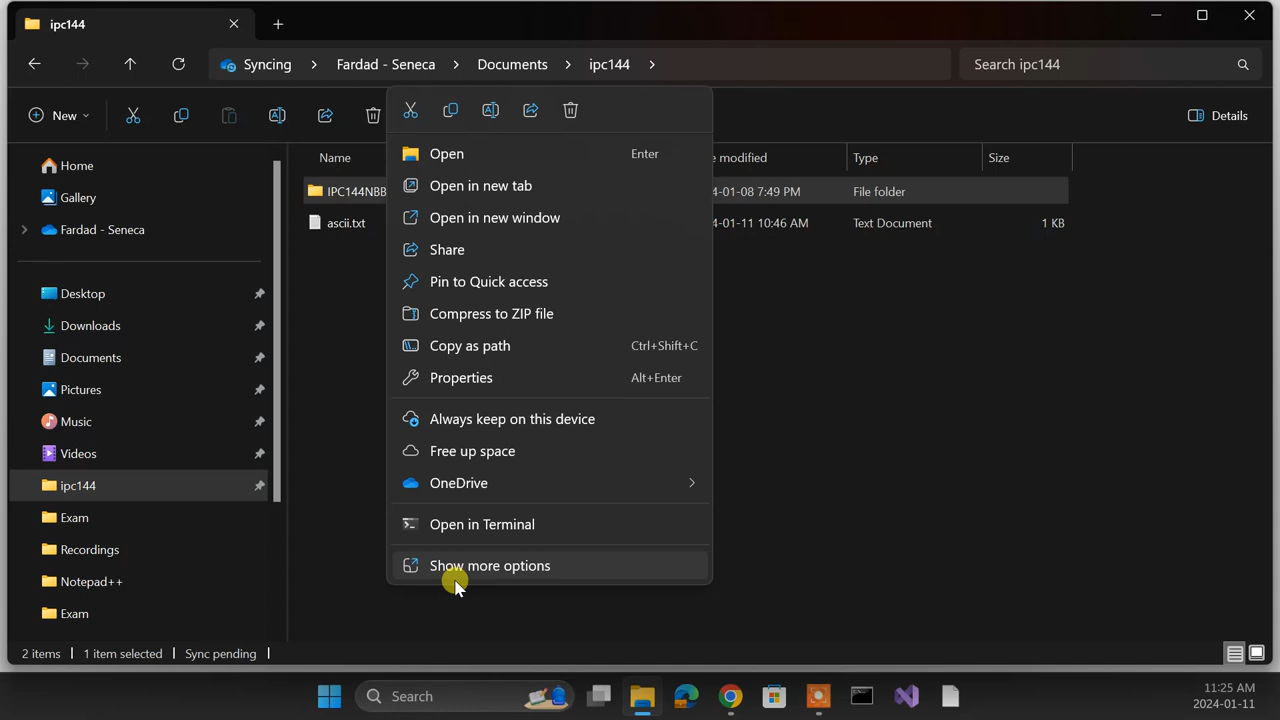 ipc144
Syncing > Fardad - Seneca > Documents > ipc144 >
Search ipc144
New
Details
Home
Gallery
Fardad - Seneca
Desktop
Downloads
Documents
Pictures
Music
Videos
ipc144
Exam
Recordings
Notepad++
Exam
Name
e modified
Type
Size
IPC144NBB
4-01-08 7:49 PM
File folder
ascii.txt
4-01-11 10:46 AM
Text Document
1 KB
Open Enter
Open in new tab
Open in new window
Share
Pin to Quick access
Compress to ZIP file
Copy as path Ctrl+Shift+C
Properties Alt+Enter
Always keep on this device
Free up space
OneDrive
Open in Terminal
Show more options
2 items
1 item selected
Sync pending
Search
11:25 AM
2024-01-11